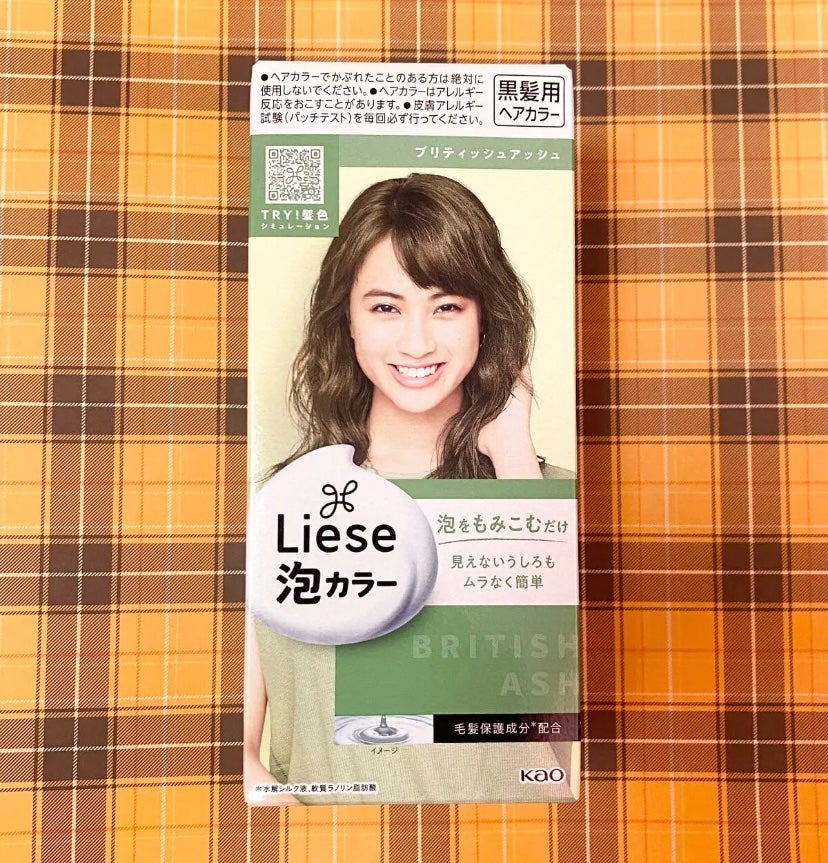 ●ヘアカラーでかぶれたことのある方は絶対に
使用しないでください。●ヘアカラーはアレルギー
反応をおこすことがあります。●皮膚アレルギー
試験(パッチテスト)を毎回必ず行ってください。
黒髪用
ヘアカラー
ブリティッシュアッシュ
TRY!髪色
シミュレーション
Liese
泡カラー
泡をもみこむだけ
見えないうしろも
ムラなく簡単
BRITISH
ASH
毛髪保護成分*配合
イメージ
Kao
*水解シルク液、軟質ラノリン脂肪酸